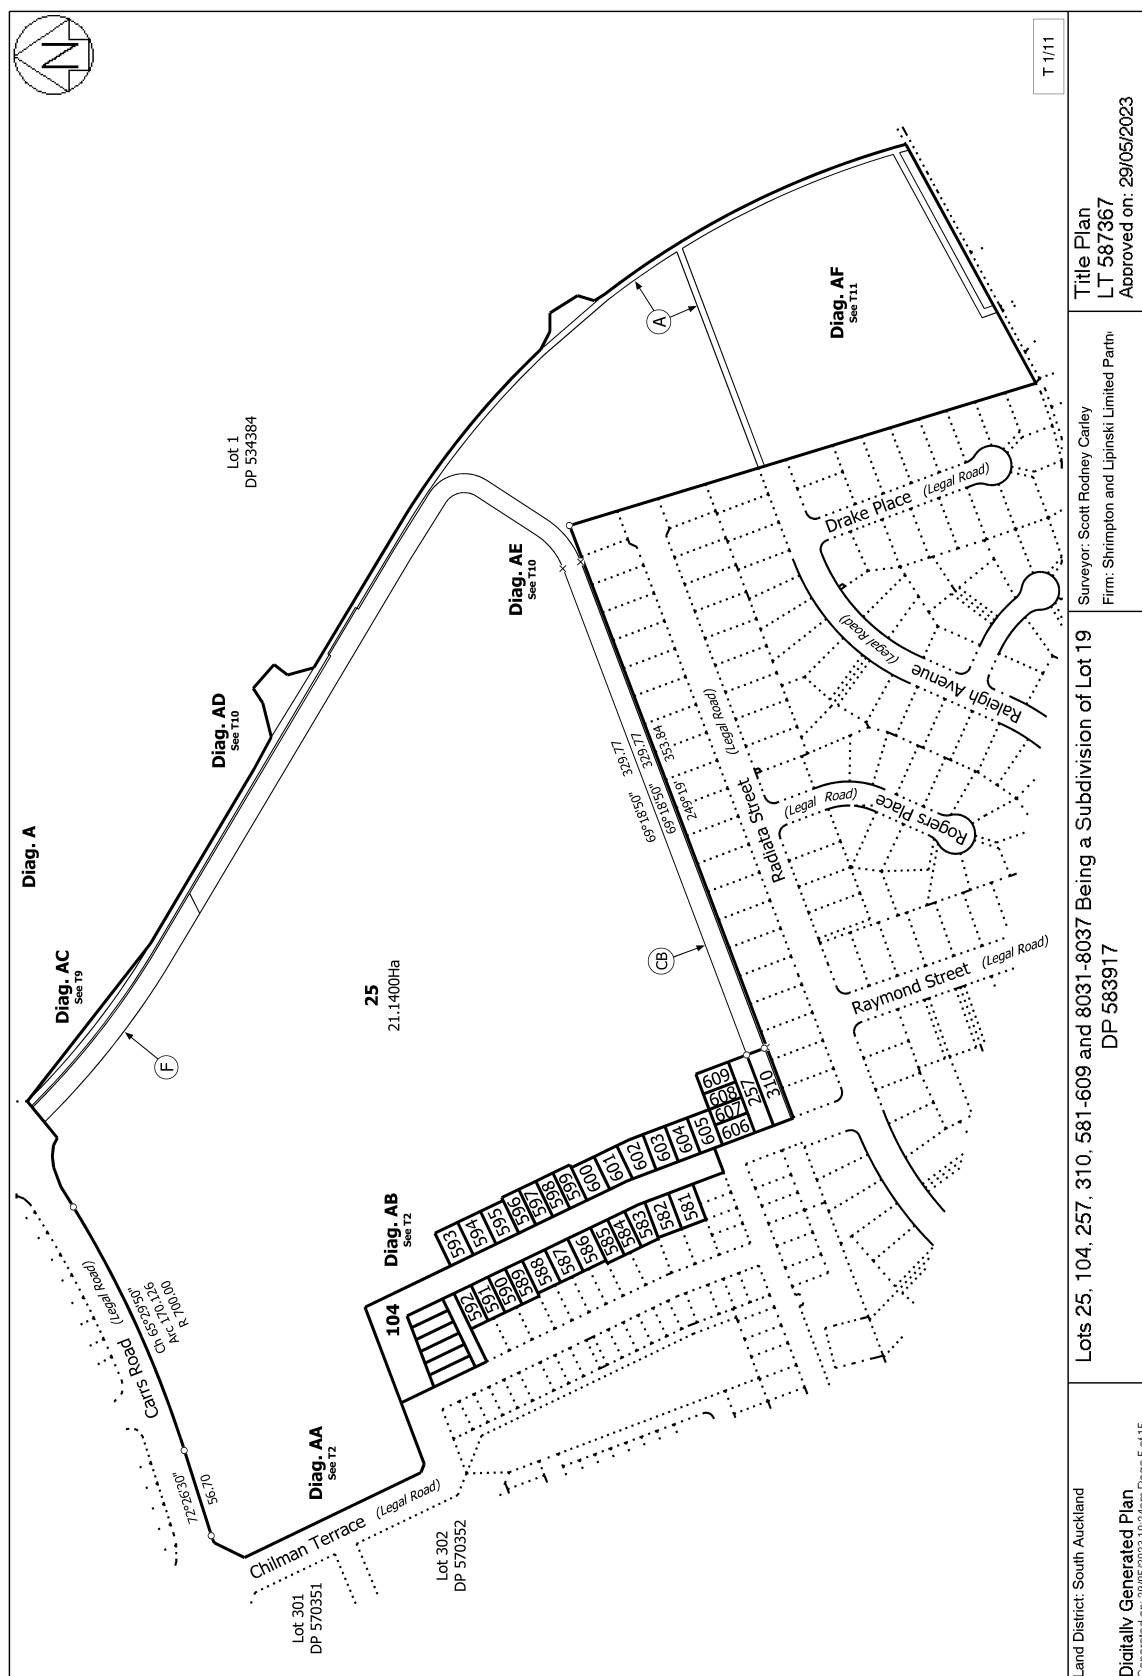 N
T 1/11
Lot 1
DP 534384
Diag. A
Diag. AC
See T9
Diag. AD
See T10
Diag. AE
See T10
Diag. AF
See T11
Diag. AB
See T2
Diag. AA
See T2
A
F
CB
25
21.1400Ha
104
Carrs Road (Legal Road)
Ch 65°29'50"
Arc 170.126
R 700.00
72°26'30"
56.70
Chilman Terrace (Legal Road)
Lot 301
DP 570351
Lot 302
DP 570352
69°18'50" 329.77
69°18'50" 329.77
249°19' 353.84
593
594
595
596
597
598
599
600
601
602
603
604
605
606
607
608
609
257
310
592
591
590
589
588
587
586
585
584
583
582
581
Radiata Street (Legal Road)
Drake Place (Legal Road)
Raleigh Avenue (Legal Road)
Rogers Place (Legal Road)
Raymond Street (Legal Road)
Land District: South Auckland
Digitally Generated Plan
Lots 25, 104, 257, 310, 581-609 and 8031-8037 Being a Subdivision of Lot 19
DP 583917
Surveyor: Scott Rodney Carley
Firm: Shrimpton and Lipinski Limited Partn
Title Plan
LT 587367
Approved on: 29/05/2023